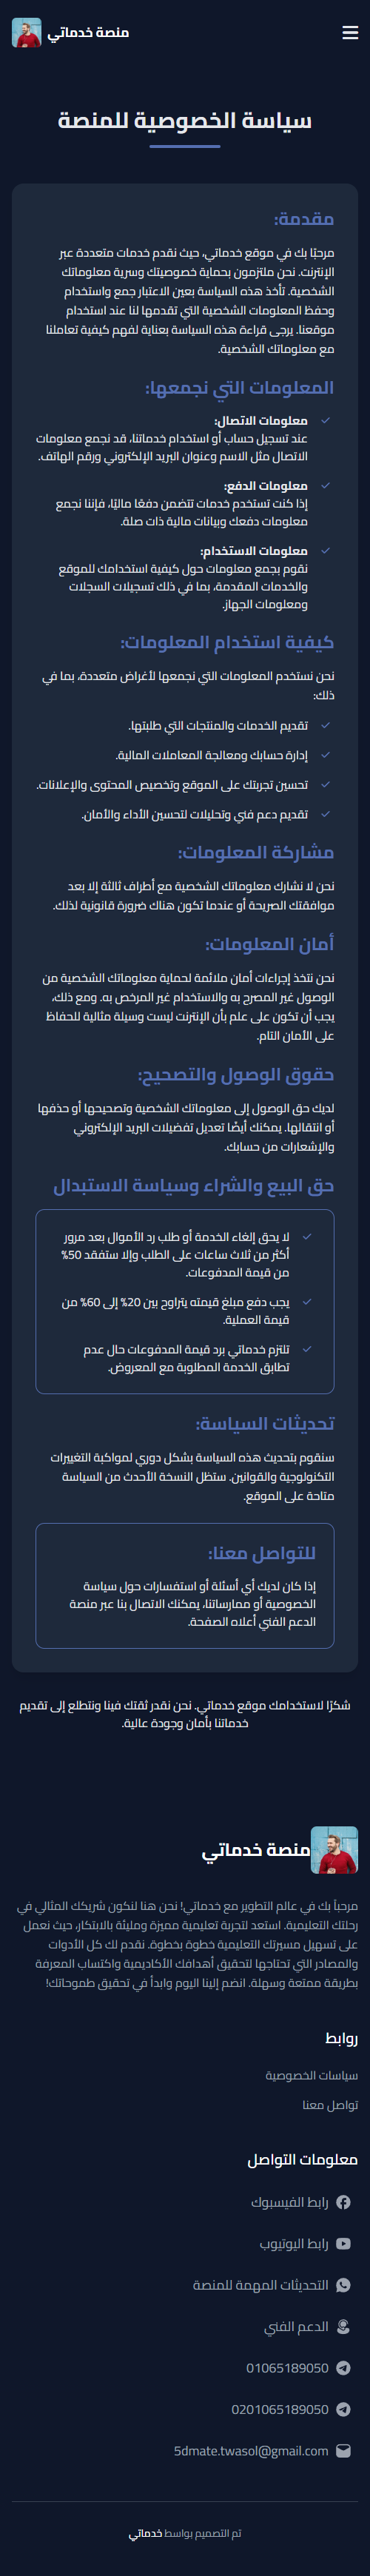 منصة خدماتي
سياسة الخصوصية للمنصة
مقدمة:
مرحبًا بك في موقع خدماتي، حيث نقدم خدمات متعددة عبر
الإنترنت. نحن ملتزمون بحماية خصوصيتك وسرية معلوماتك
الشخصية. تأخذ هذه السياسة بعين الاعتبار جمع واستخدام
وحفظ المعلومات الشخصية التي تقدمها لنا عند استخدام
موقعنا. يرجى قراءة هذه السياسة بعناية لفهم كيفية تعاملنا
مع معلوماتك الشخصية.
المعلومات التي نجمعها:
معلومات الاتصال:
عند تسجيل حساب أو استخدام خدماتنا، قد نجمع معلومات
الاتصال مثل الاسم وعنوان البريد الإلكتروني ورقم الهاتف.
معلومات الدفع:
إذا كنت تستخدم خدمات تتضمن دفعًا ماليًا، فإننا نجمع
معلومات دفعك وبيانات مالية ذات صلة.
معلومات الاستخدام:
نقوم بجمع معلومات حول كيفية استخدامك للموقع
والخدمات المقدمة، بما في ذلك تسجيلات السجلات
ومعلومات الجهاز.
كيفية استخدام المعلومات:
نحن نستخدم المعلومات التي نجمعها لأغراض متعددة، بما في
ذلك:
تقديم الخدمات والمنتجات التي طلبتها.
إدارة حسابك ومعالجة المعاملات المالية.
تحسين تجربتك على الموقع وتخصيص المحتوى والإعلانات.
تقديم دعم فني وتحليلات لتحسين الأداء والأمان.
مشاركة المعلومات:
نحن لا نشارك معلوماتك الشخصية مع أطراف ثالثة إلا بعد
موافقتك الصريحة أو عندما تكون هناك ضرورة قانونية لذلك.
أمان المعلومات:
نحن نتخذ إجراءات أمان ملائمة لحماية معلوماتك الشخصية من
الوصول غير المصرح به والاستخدام غير المرخص به. ومع ذلك،
يجب أن تكون على علم بأن الإنترنت ليست وسيلة مثالية للحفاظ
على الأمان التام.
حقوق الوصول والتصحيح:
لديك حق الوصول إلى معلوماتك الشخصية وتصحيحها أو حذفها
أو انتقالها. يمكنك أيضًا تعديل تفضيلات البريد الإلكتروني
والإشعارات من حسابك.
حق البيع والشراء وسياسة الاستبدال
لا يحق إلغاء الخدمة أو طلب رد الأموال بعد مرور
أكثر من ثلاث ساعات على الطلب وإلا ستفقد 50%
من قيمة المدفوعات.
يجب دفع مبلغ قيمته يتراوح بين 20% إلى 60% من
قيمة العملية.
تلتزم خدماتي برد قيمة المدفوعات حال عدم
تطابق الخدمة المطلوبة مع المعروض.
تحديثات السياسة:
سنقوم بتحديث هذه السياسة بشكل دوري لمواكبة التغييرات
التكنولوجية والقوانين. ستظل النسخة الأحدث من السياسة
متاحة على الموقع.
للتواصل معنا:
إذا كان لديك أي أسئلة أو استفسارات حول سياسة
الخصوصية أو ممارساتنا، يمكنك الاتصال بنا عبر منصة
الدعم الفني أعلاه الصفحة.
شكرًا لاستخدامك موقع خدماتي. نحن نقدر ثقتك فينا ونتطلع إلى تقديم
خدماتنا بأمان وجودة عالية.
منصة خدماتي
مرحباً بك في عالم التطوير مع خدماتي! نحن هنا لنكون شريكك المثالي في
رحلتك التعليمية. استعد لتجربة تعليمية مميزة ومليئة بالابتكار، حيث نعمل
على تسهيل مسيرتك التعليمية خطوة بخطوة. نقدم لك كل الأدوات
والمصادر التي تحتاجها لتحقيق أهدافك الأكاديمية واكتساب المعرفة
بطريقة ممتعة وسهلة. انضم إلينا اليوم وابدأ في تحقيق طموحاتك!
روابط
سياسات الخصوصية
تواصل معنا
معلومات التواصل
رابط الفيسبوك
رابط اليوتيوب
التحديثات المهمة للمنصة
الدعم الفني
01065189050
0201065189050
5dmate.twasol@gmail.com
تم التصميم بواسط خدماتي